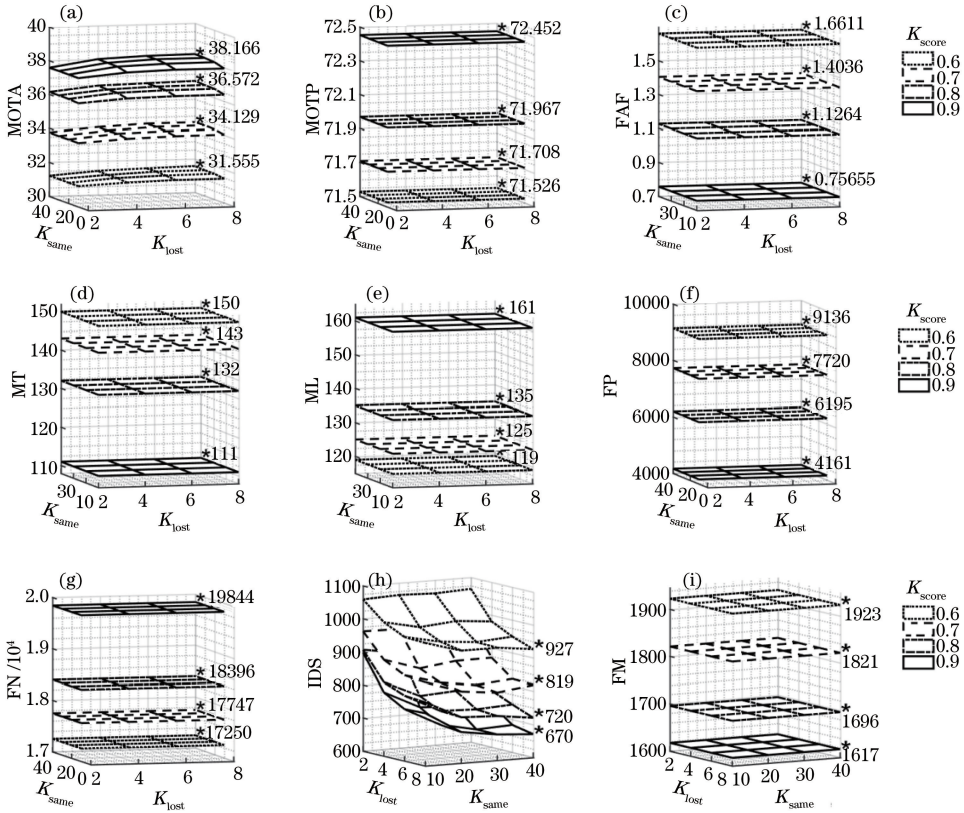 (a)
40
38
36
34
32
30
MOTA
*38.166
*36.572
*34.129
*31.555
40 20 0 2 4 6 8
K_same
K_lost
(b)
72.5
72.3
72.1
71.9
71.7
71.5
MOTP
*72.452
*71.967
*71.708
*71.526
40 20 0 2 4 6 8
K_same
K_lost
(c)
1.5
1.3
1.1
0.9
0.7
FAF
*1.6611
*1.4036
*1.1264
*0.75655
30 10 2 4 6 8
K_same
K_lost
K_score
0.6
0.7
0.8
0.9
(d)
150
140
130
120
110
MT
*150
*143
*132
*111
30 10 2 4 6 8
K_same
K_lost
(e)
160
150
140
130
120
ML
*161
*135
*125
*119
30 10 2 4 6 8
K_same
K_lost
(f)
10000
8000
6000
4000
FP
*9136
*7720
*6195
*4161
40 20 0 2 4 6 8
K_same
K_lost
K_score
0.6
0.7
0.8
0.9
(g)
2.0
1.9
1.8
1.7
FN /10⁴
*19844
*18396
*17747
*17250
40 20 0 2 4 6 8
K_same
K_lost
(h)
1100
1000
900
800
700
600
IDS
*927
*819
*720
*670
2 4 6 8 10 20 30 40
K_lost
K_same
(i)
1900
1800
1700
1600
FM
*1923
*1821
*1696
*1617
2 4 6 8 10 20 30 40
K_lost
K_same
K_score
0.6
0.7
0.8
0.9